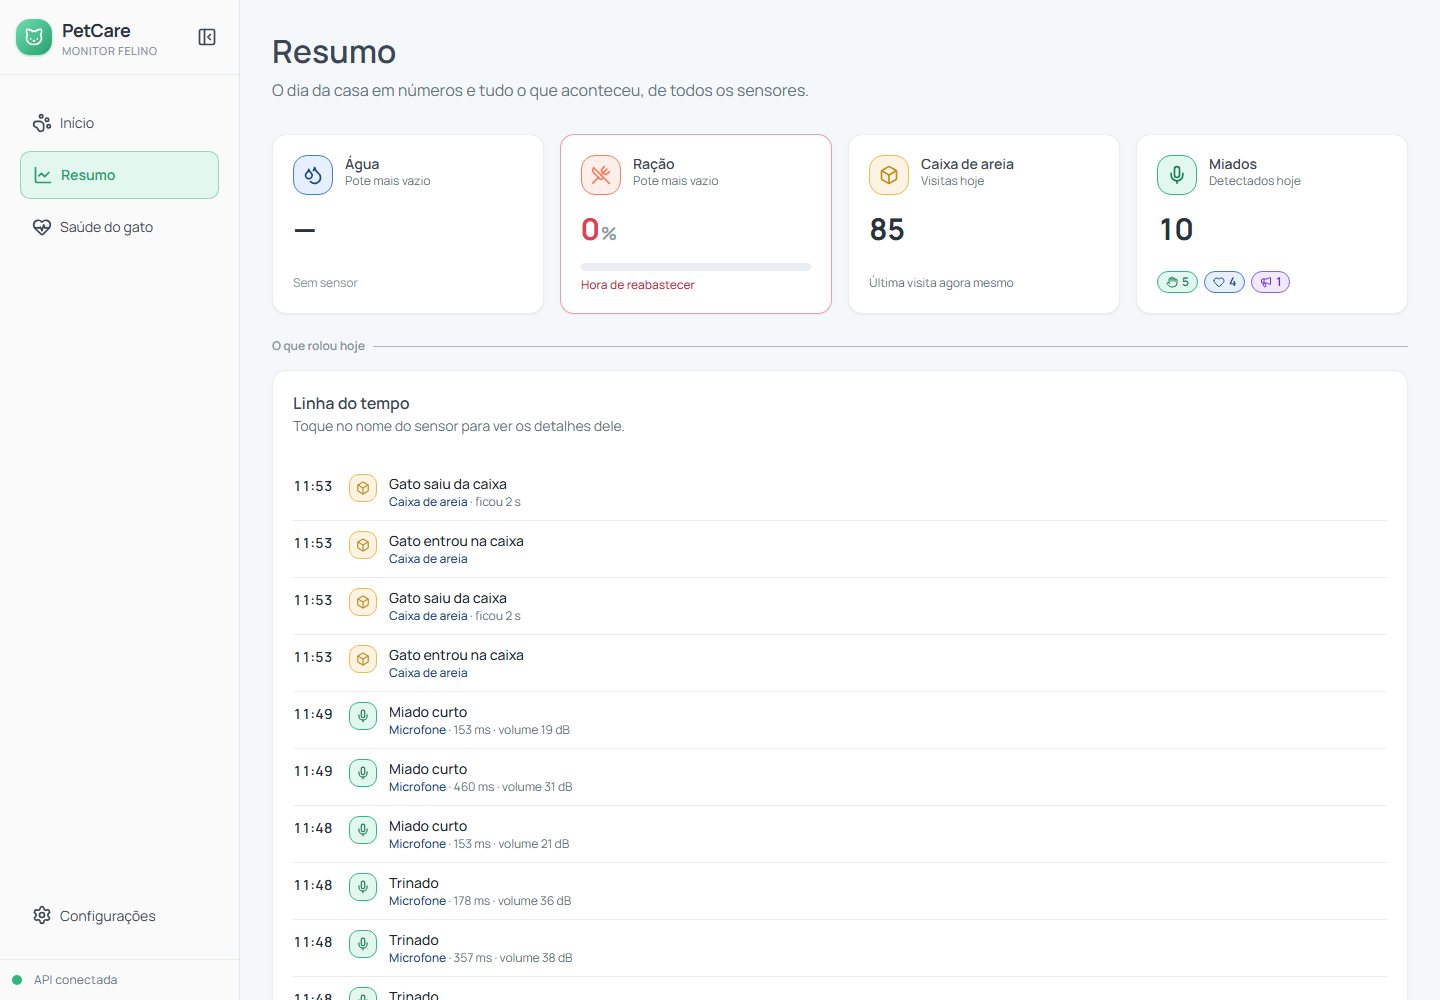 PetCare
MONITOR FELINO
Início
Resumo
Saúde do gato
Configurações
API conectada
Resumo
O dia da casa em números e tudo o que aconteceu, de todos os sensores.
Água
Pote mais vazio
—
Sem sensor
Ração
Pote mais vazio
0%
Hora de reabastecer
Caixa de areia
Visitas hoje
85
Última visita agora mesmo
Miados
Detectados hoje
10
5 4 1
O que rolou hoje
Linha do tempo
Toque no nome do sensor para ver os detalhes dele.
11:53 Gato saiu da caixa
Caixa de areia · ficou 2 s
11:53 Gato entrou na caixa
Caixa de areia
11:53 Gato saiu da caixa
Caixa de areia · ficou 2 s
11:53 Gato entrou na caixa
Caixa de areia
11:49 Miado curto
Microfone · 153 ms · volume 19 dB
11:49 Miado curto
Microfone · 460 ms · volume 31 dB
11:48 Miado curto
Microfone · 153 ms · volume 21 dB
11:48 Trinado
Microfone · 178 ms · volume 36 dB
11:48 Trinado
Microfone · 357 ms · volume 38 dB
11:48 Trinado